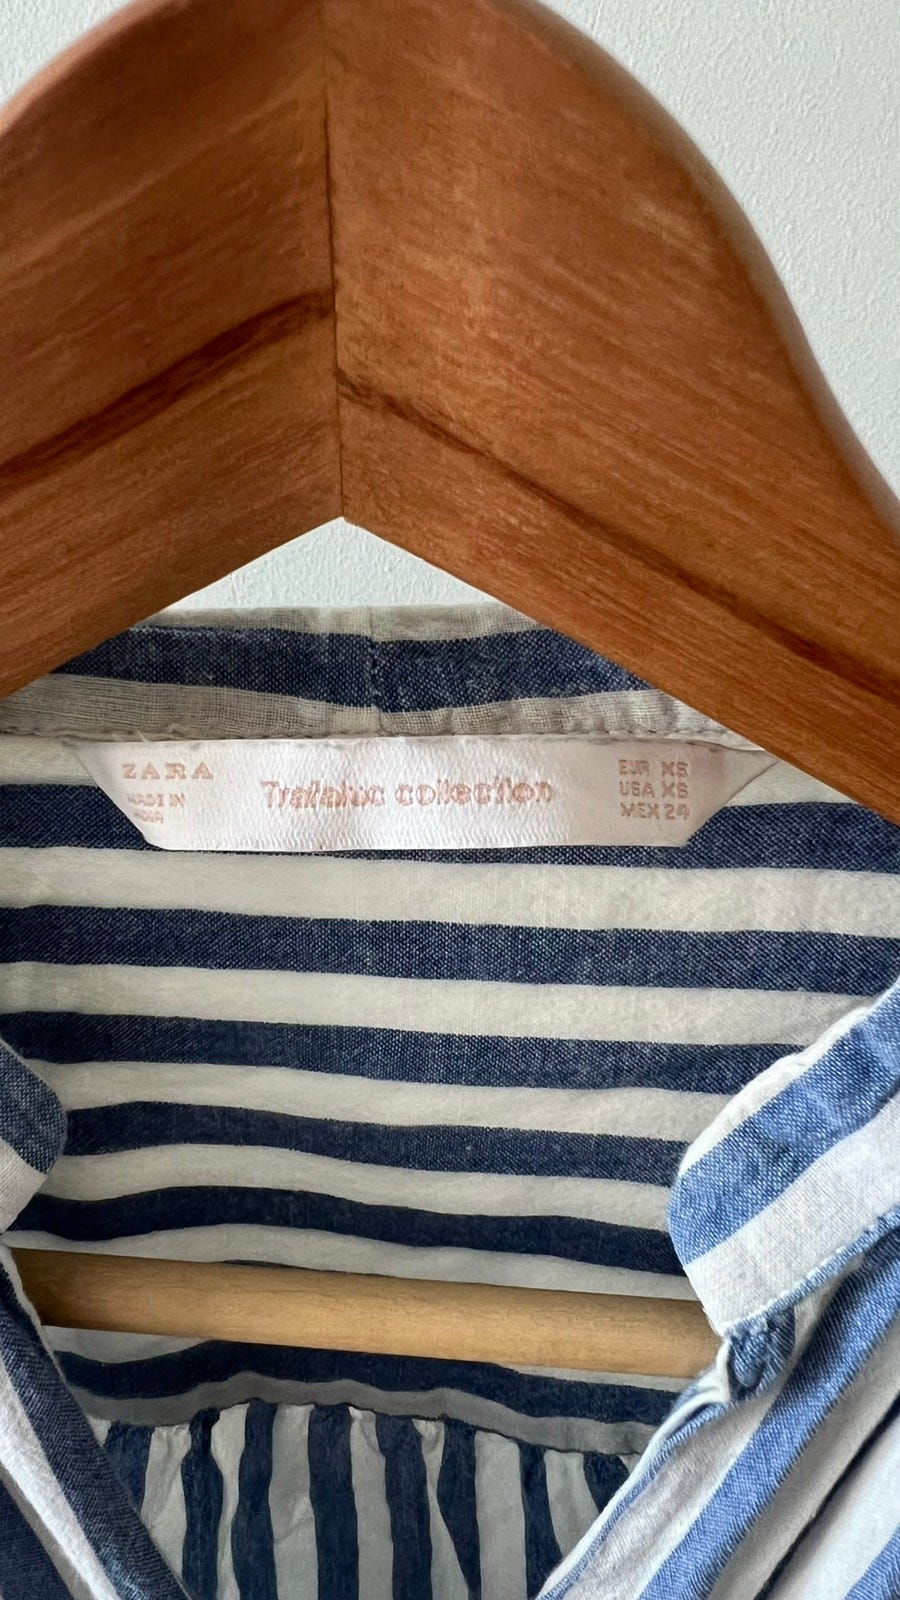 ZARA
MADE IN
INDIA
Trafaluc collection
EUR XS
USA XS
MEX 24